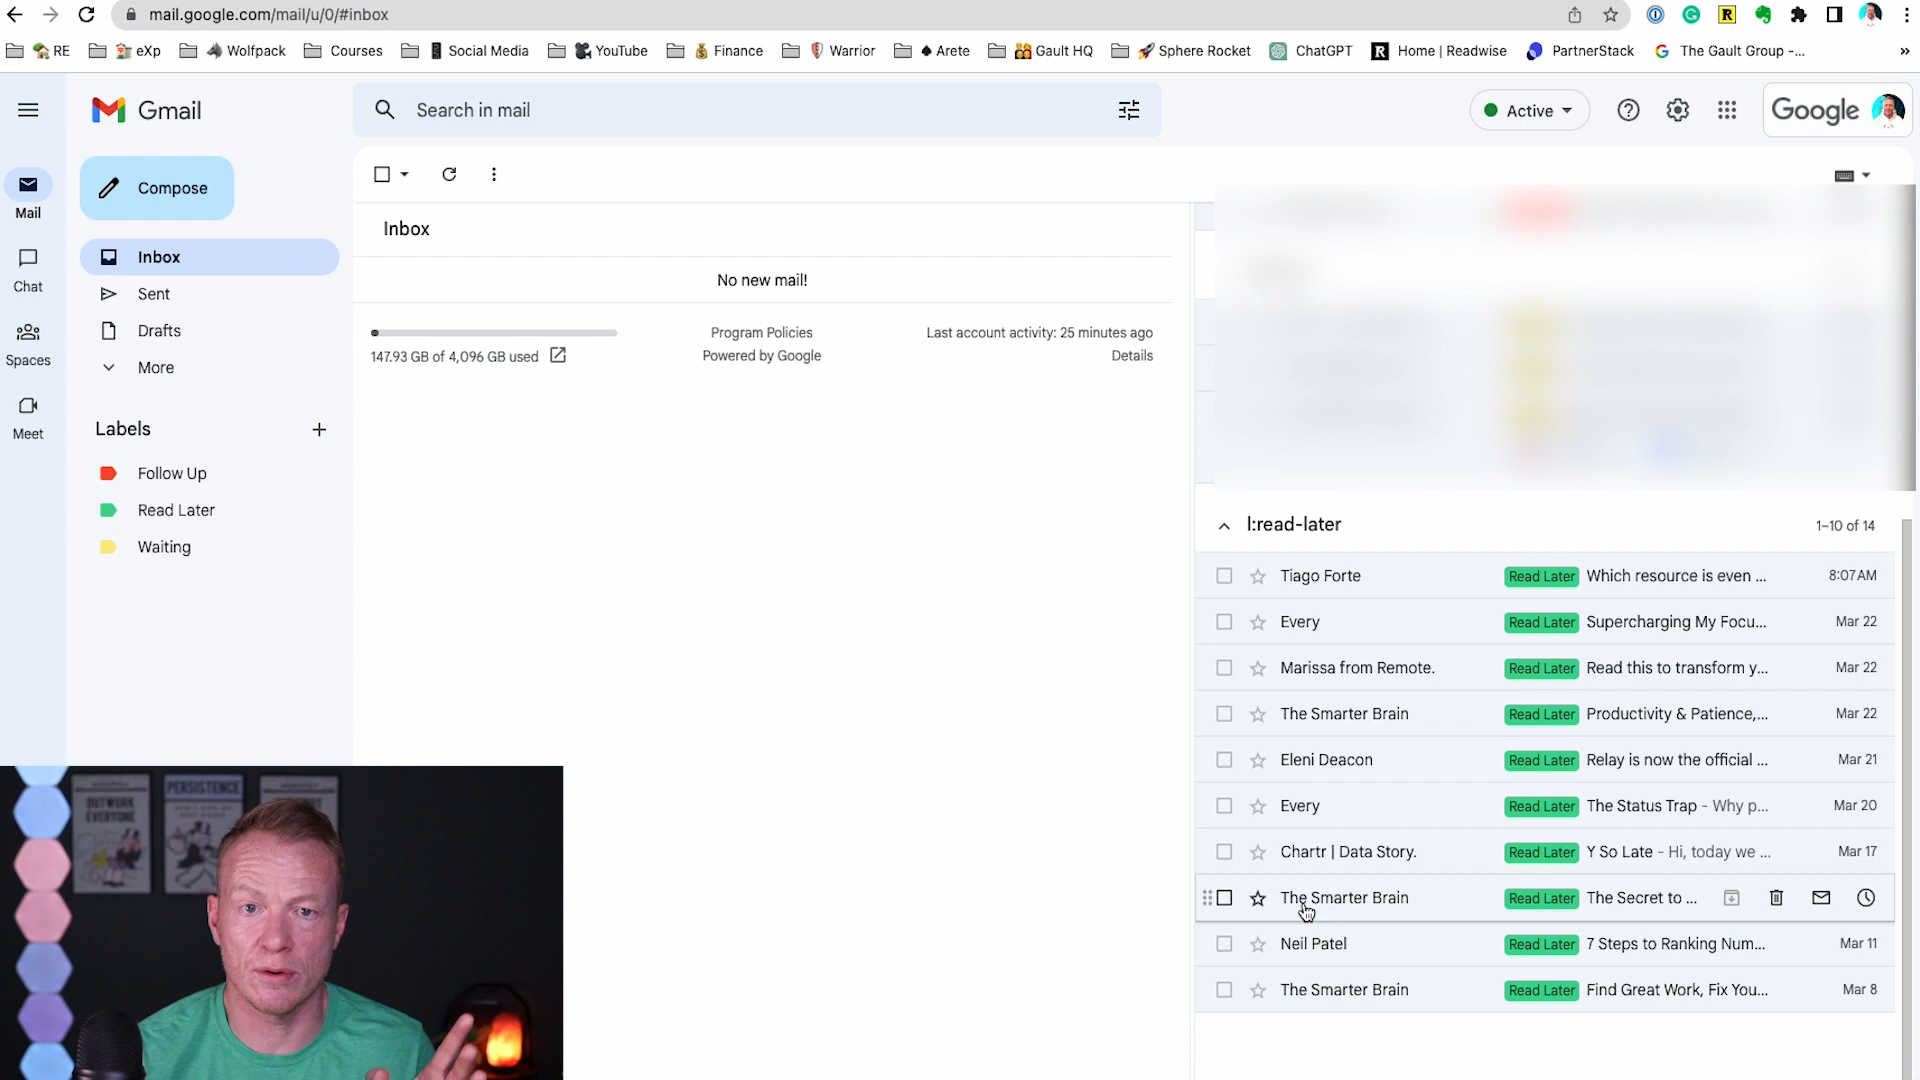 mail.google.com/mail/u/0/#inbox
RE
eXp
Wolfpack
Courses
Social Media
YouTube
Finance
Warrior
Arete
Gault HQ
Sphere Rocket
ChatGPT
Home | Readwise
PartnerStack
The Gault Group -...
»
Gmail
Search in mail
Active
Google
Compose
Mail
Chat
Spaces
Meet
Inbox
Sent
Drafts
More
Labels
Follow Up
Read Later
Waiting
Inbox
No new mail!
147.93 GB of 4,096 GB used
Program Policies
Powered by Google
Last account activity: 25 minutes ago
Details
l:read-later 1–10 of 14
Tiago Forte Read Later Which resource is even ... 8:07 AM
Every Read Later Supercharging My Focu... Mar 22
Marissa from Remote. Read Later Read this to transform y... Mar 22
The Smarter Brain Read Later Productivity & Patience,... Mar 22
Eleni Deacon Read Later Relay is now the official ... Mar 21
Every Read Later The Status Trap - Why p... Mar 20
Chartr | Data Story. Read Later Y So Late - Hi, today we ... Mar 17
The Smarter Brain Read Later The Secret to ...
Neil Patel Read Later 7 Steps to Ranking Num... Mar 11
The Smarter Brain Read Later Find Great Work, Fix You... Mar 8
OUTWORK
EVERYONE
PERSISTENCE